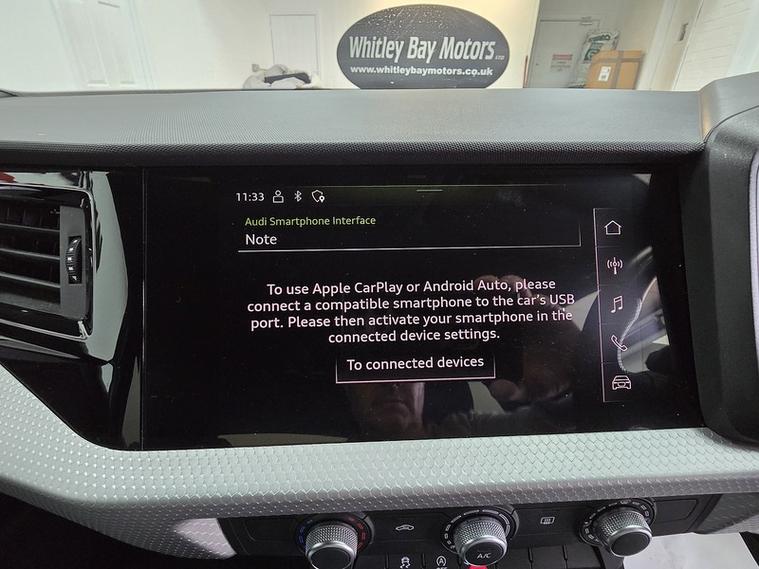 Whitley Bay Motors LTD
www.whitleybaymotors.co.uk
11:33
Audi Smartphone Interface
Note
To use Apple CarPlay or Android Auto, please
connect a compatible smartphone to the car's USB
port. Please then activate your smartphone in the
connected device settings.
To connected devices
A/C
OFF